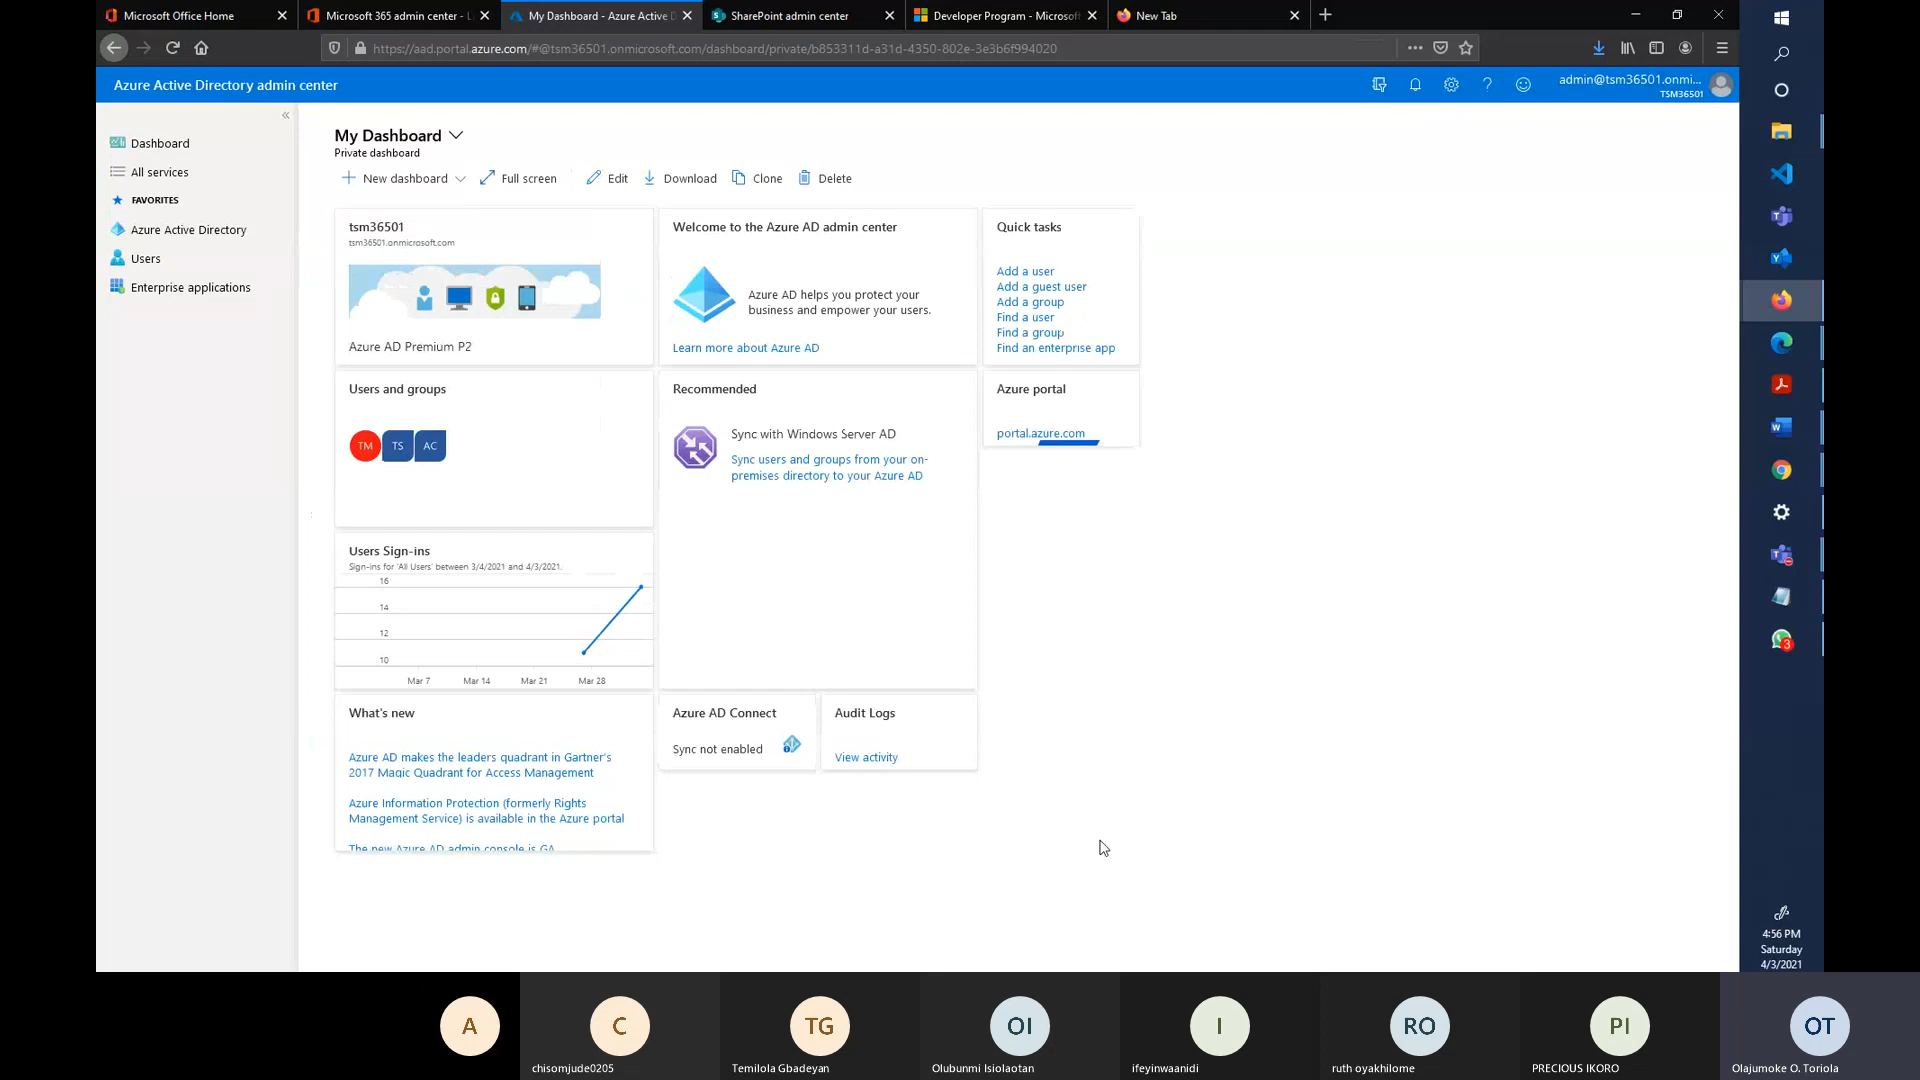 Microsoft Office Home
Microsoft 365 admin center - L
My Dashboard - Azure Active D
SharePoint admin center
Developer Program - Microsoft
New Tab
https://aad.portal.azure.com/#@tsm36501.onmicrosoft.com/dashboard/private/b853311d-a31d-4350-802e-3e3b6f994020
Azure Active Directory admin center
admin@tsm36501.onmi...
TSM36501
Dashboard
All services
FAVORITES
Azure Active Directory
Users
Enterprise applications
My Dashboard
Private dashboard
New dashboard
Full screen
Edit
Download
Clone
Delete
tsm36501
tsm36501.onmicrosoft.com
Azure AD Premium P2
Welcome to the Azure AD admin center
Azure AD helps you protect your
business and empower your users.
Learn more about Azure AD
Quick tasks
Add a user
Add a guest user
Add a group
Find a user
Find a group
Find an enterprise app
Users and groups
TM
TS
AC
Recommended
Sync with Windows Server AD
Sync users and groups from your on-
premises directory to your Azure AD
Azure portal
portal.azure.com
Users Sign-ins
Sign-ins for 'All Users' between 3/4/2021 and 4/3/2021.
16
14
12
10
Mar 7
Mar 14
Mar 21
Mar 28
What's new
Azure AD makes the leaders quadrant in Gartner's
2017 Magic Quadrant for Access Management
Azure Information Protection (formerly Rights
Management Service) is available in the Azure portal
The new Azure AD admin console is GA
Azure AD Connect
Sync not enabled
Audit Logs
View activity
3
4:56 PM
Saturday
4/3/2021
A
C
chisomjude0205
TG
Temilola Gbadeyan
OI
Olubunmi Isiolaotan
I
ifeyinwaanidi
RO
ruth oyakhilome
PI
PRECIOUS IKORO
OT
Olajumoke O. Toriola